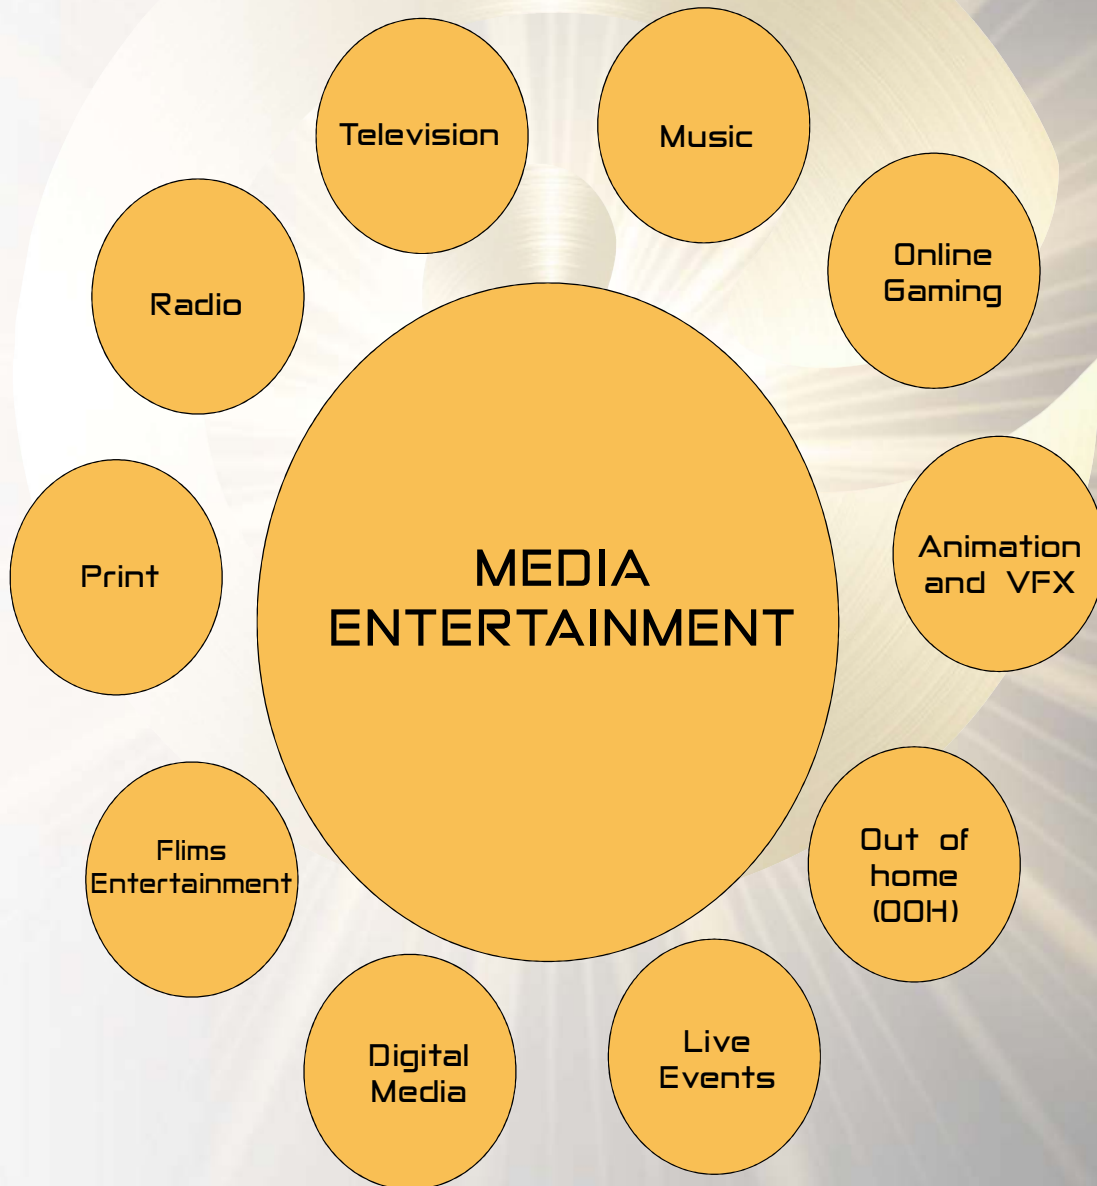 Television
Music
Online
Gaming
Radio
Animation
and VFX
Print
MEDIA
ENTERTAINMENT
Flims
Entertainment
Out of
home
(OOH)
Digital
Media
Live
Events